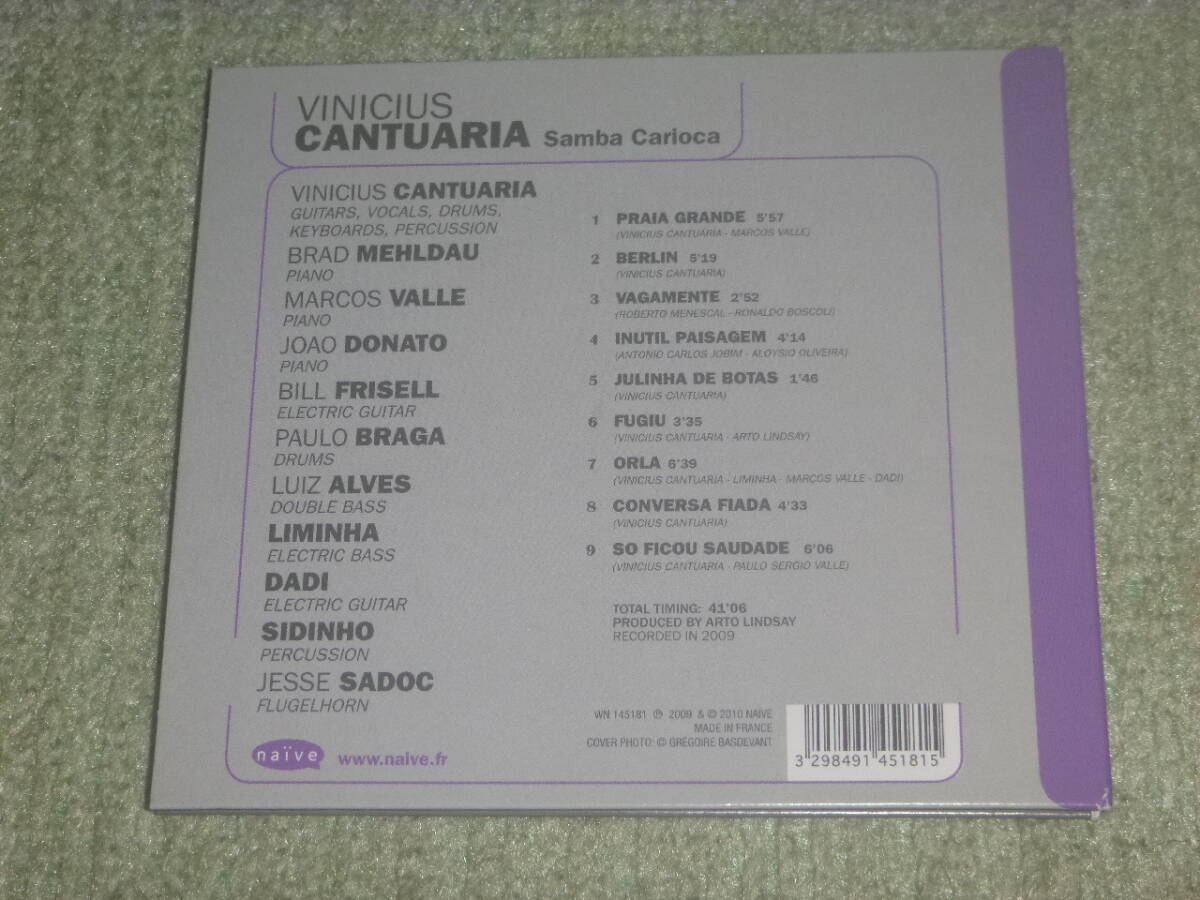 VINICIUS
CANTUARIA Samba Carioca
VINICIUS CANTUARIA
GUITARS, VOCALS, DRUMS,
KEYBOARDS, PERCUSSION
BRAD MEHLDAU
PIANO
MARCOS VALLE
PIANO
JOAO DONATO
PIANO
BILL FRISELL
ELECTRIC GUITAR
PAULO BRAGA
DRUMS
LUIZ ALVES
DOUBLE BASS
LIMINHA
ELECTRIC BASS
DADI
ELECTRIC GUITAR
SIDINHO
PERCUSSION
JESSE SADOC
FLUGELHORN
1 PRAIA GRANDE 5'57
(VINICIUS CANTUARIA - MARCOS VALLE)
2 BERLIN 5'19
(VINICIUS CANTUARIA)
3 VAGAMENTE 2'52
(ROBERTO MENESCAL - RONALDO BOSCOLI)
4 INUTIL PAISAGEM 4'14
(ANTONIO CARLOS JOBIM - ALOYSIO OLIVEIRA)
5 JULINHA DE BOTAS 1'46
(VINICIUS CANTUARIA)
6 FUGIU 3'35
(VINICIUS CANTUARIA - ARTO LINDSAY)
7 ORLA 6'39
(VINICIUS CANTUARIA - LIMINHA - MARCOS VALLE - DADI)
8 CONVERSA FIADA 4'33
(VINICIUS CANTUARIA)
9 SO FICOU SAUDADE 6'06
(VINICIUS CANTUARIA - PAULO SERGIO VALLE)
TOTAL TIMING: 41'06
PRODUCED BY ARTO LINDSAY
RECORDED IN 2009
WN 145181 ℗ 2009 & © 2010 NAÏVE
MADE IN FRANCE
COVER PHOTO: © GRÉGOIRE BASDEVANT
naïve www.naive.fr
3 298491 451815